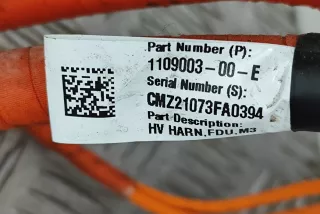 Part Number (P):
1109003-00-E
Serial Number (S):
CMZ21073FA0394
Part Description:
HV HARN,FDU,M3